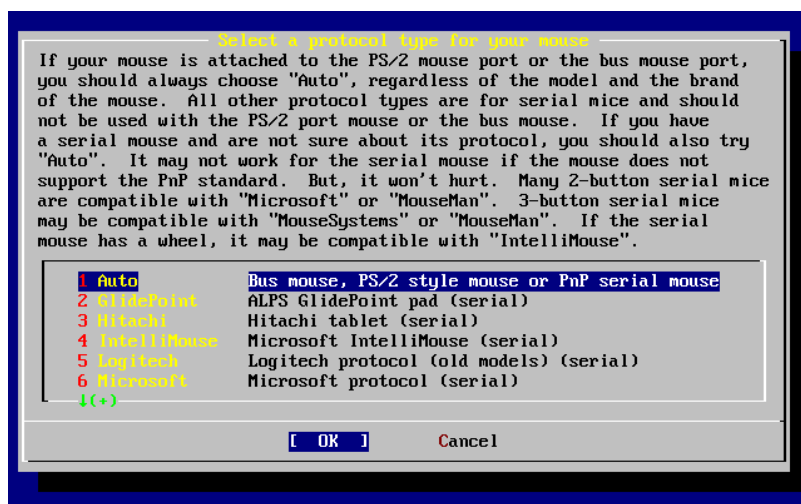 Select a protocol type for your mouse
If your mouse is attached to the PS/2 mouse port or the bus mouse port,
you should always choose "Auto", regardless of the model and the brand
of the mouse.  All other protocol types are for serial mice and should
not be used with the PS/2 port mouse or the bus mouse.  If you have
a serial mouse and are not sure about its protocol, you should also try
"Auto".  It may not work for the serial mouse if the mouse does not
support the PnP standard.  But, it won't hurt.  Many 2-button serial mice
are compatible with "Microsoft" or "MouseMan".  3-button serial mice
may be compatible with "MouseSystems" or "MouseMan".  If the serial
mouse has a wheel, it may be compatible with "IntelliMouse".
1 Auto Bus mouse, PS/2 style mouse or PnP serial mouse
2 GlidePoint ALPS GlidePoint pad (serial)
3 Hitachi Hitachi tablet (serial)
4 IntelliMouse Microsoft IntelliMouse (serial)
5 Logitech Logitech protocol (old models) (serial)
6 Microsoft Microsoft protocol (serial)
↓(+)
[ OK ] Cancel